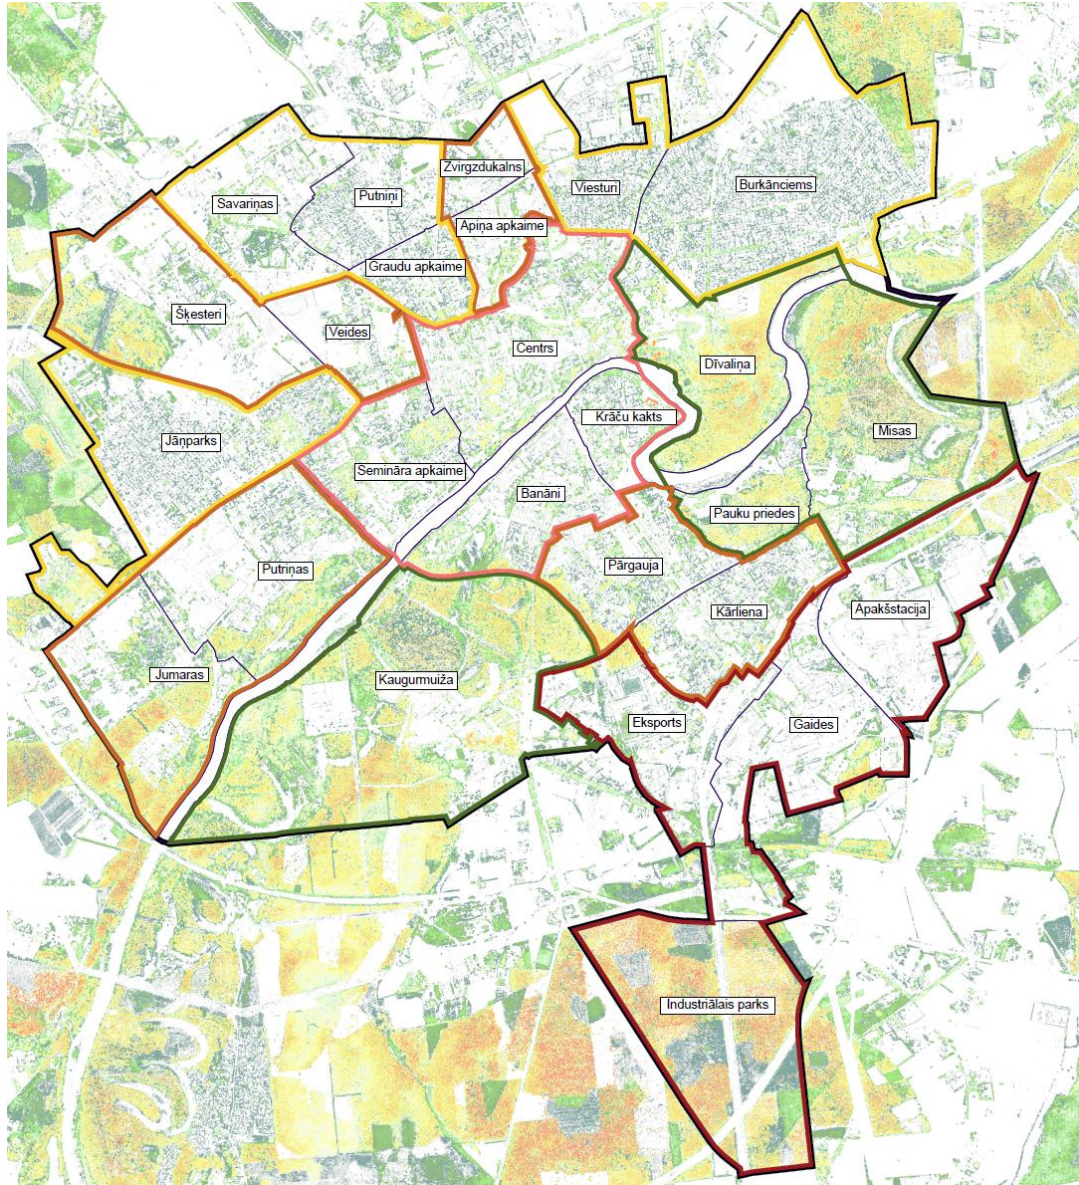 Zvirgzdukalns
Putniņi
Savariņas
Viesturi
Burkānciems
Apiņa apkaime
Graudu apkaime
Šķesteri
Veides
Centrs
Dīvaliņa
Krāču kakts
Misas
Jāņparks
Semināra apkaime
Banāni
Pauku priedes
Putriņas
Pārgauja
Kārliena
Apakšstacija
Jumaras
Kaugurmuiža
Eksports
Gaides
Industriālais parks